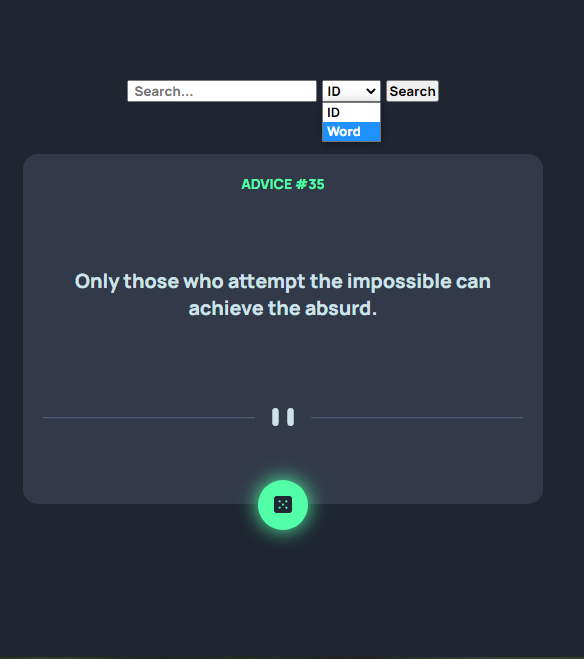 Search...
ID
Search
ID
Word
ADVICE #35
Only those who attempt the impossible can
achieve the absurd.